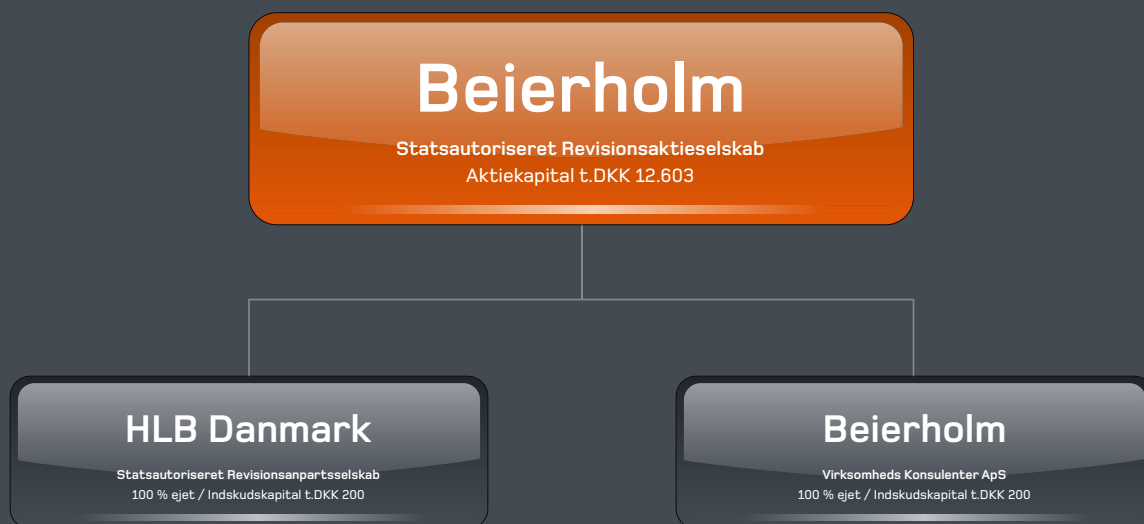 Beierholm
Statsautoriseret Revisionsaktieselskab
Aktiekapital t.DKK 12.603
HLB Danmark
Statsautoriseret Revisionsanpartsselskab
100 % ejet / Indskudskapital t.DKK 200
Beierholm
Virksomheds Konsulenter ApS
100 % ejet / Indskudskapital t.DKK 200